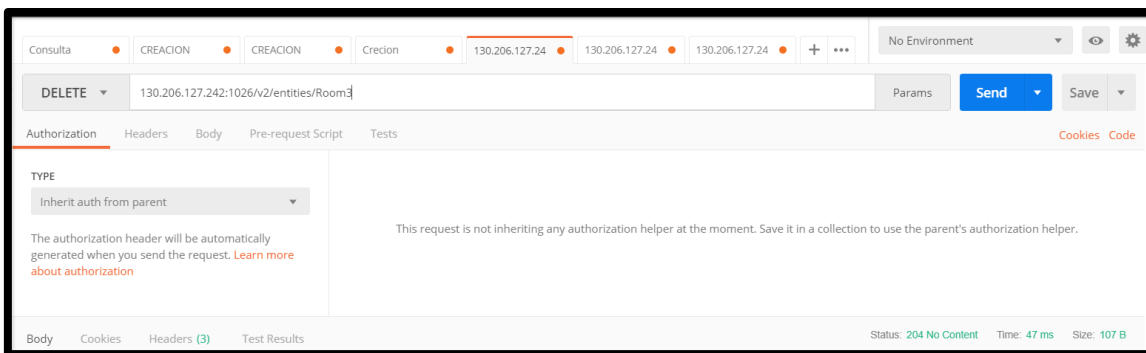 Consulta CREACION CREACION Crecion 130.206.127.24 130.206.127.24 130.206.127.24 + ••• No Environment
DELETE 130.206.127.242:1026/v2/entities/Room3 Params Send Save
Authorization Headers Body Pre-request Script Tests Cookies Code
TYPE
Inherit auth from parent
This request is not inheriting any authorization helper at the moment. Save it in a collection to use the parent's authorization helper.
The authorization header will be automatically
generated when you send the request. Learn more
about authorization
Body Cookies Headers (3) Test Results Status: 204 No Content Time: 47 ms Size: 107 B